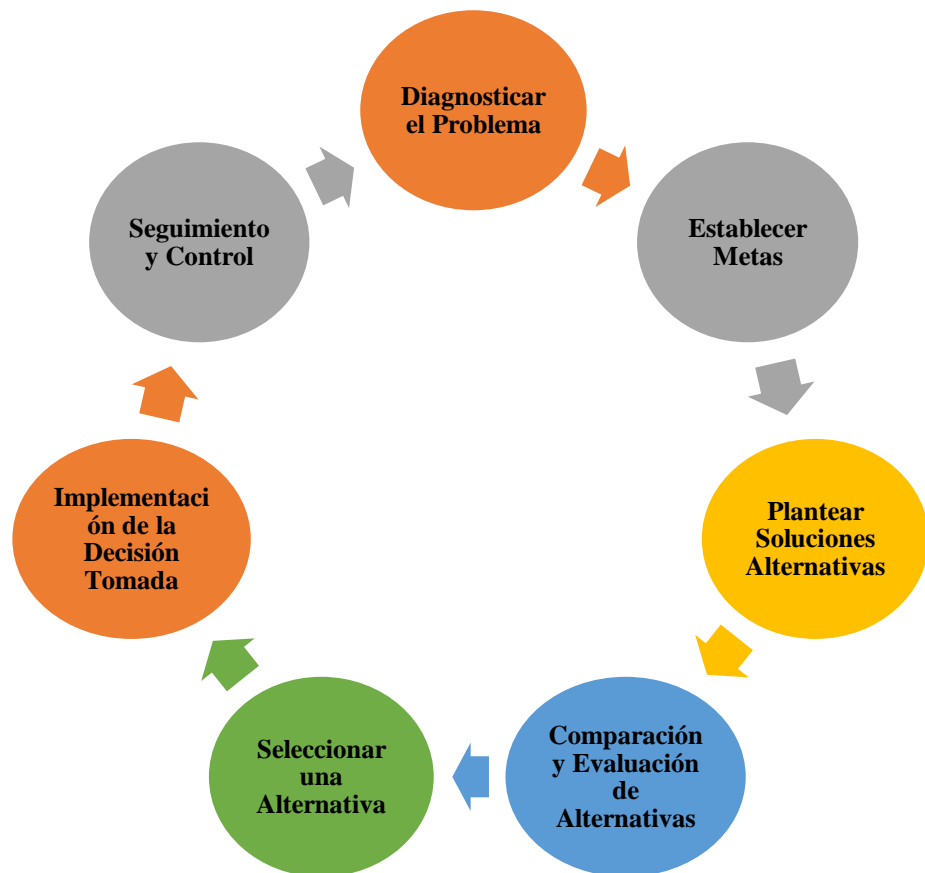 Diagnosticar
el Problema
Establecer
Metas
Plantear
Soluciones
Alternativas
Comparación
y Evaluación
de
Alternativas
Seleccionar
una
Alternativa
Implementaci
ón de la
Decisión
Tomada
Seguimiento
y Control